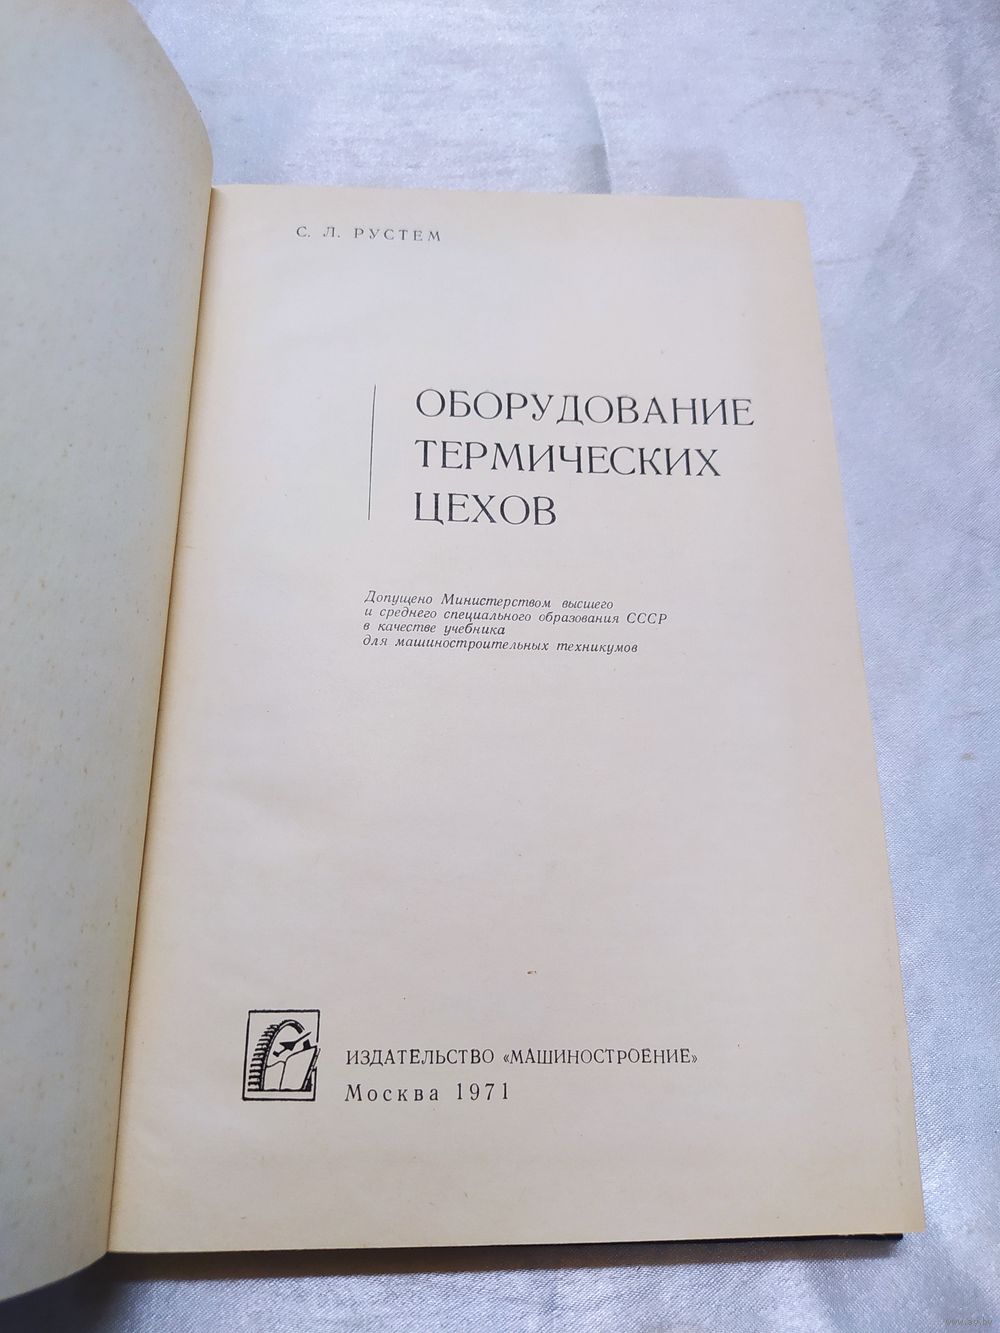 С. Л. РУСТЕМ
ОБОРУДОВАНИЕ
ТЕРМИЧЕСКИХ
ЦЕХОВ
Допущено Министерством высшего
и среднего специального образования СССР
в качестве учебника
для машиностроительных техникумов
ИЗДАТЕЛЬСТВО «МАШИНОСТРОЕНИЕ»
Москва 1971